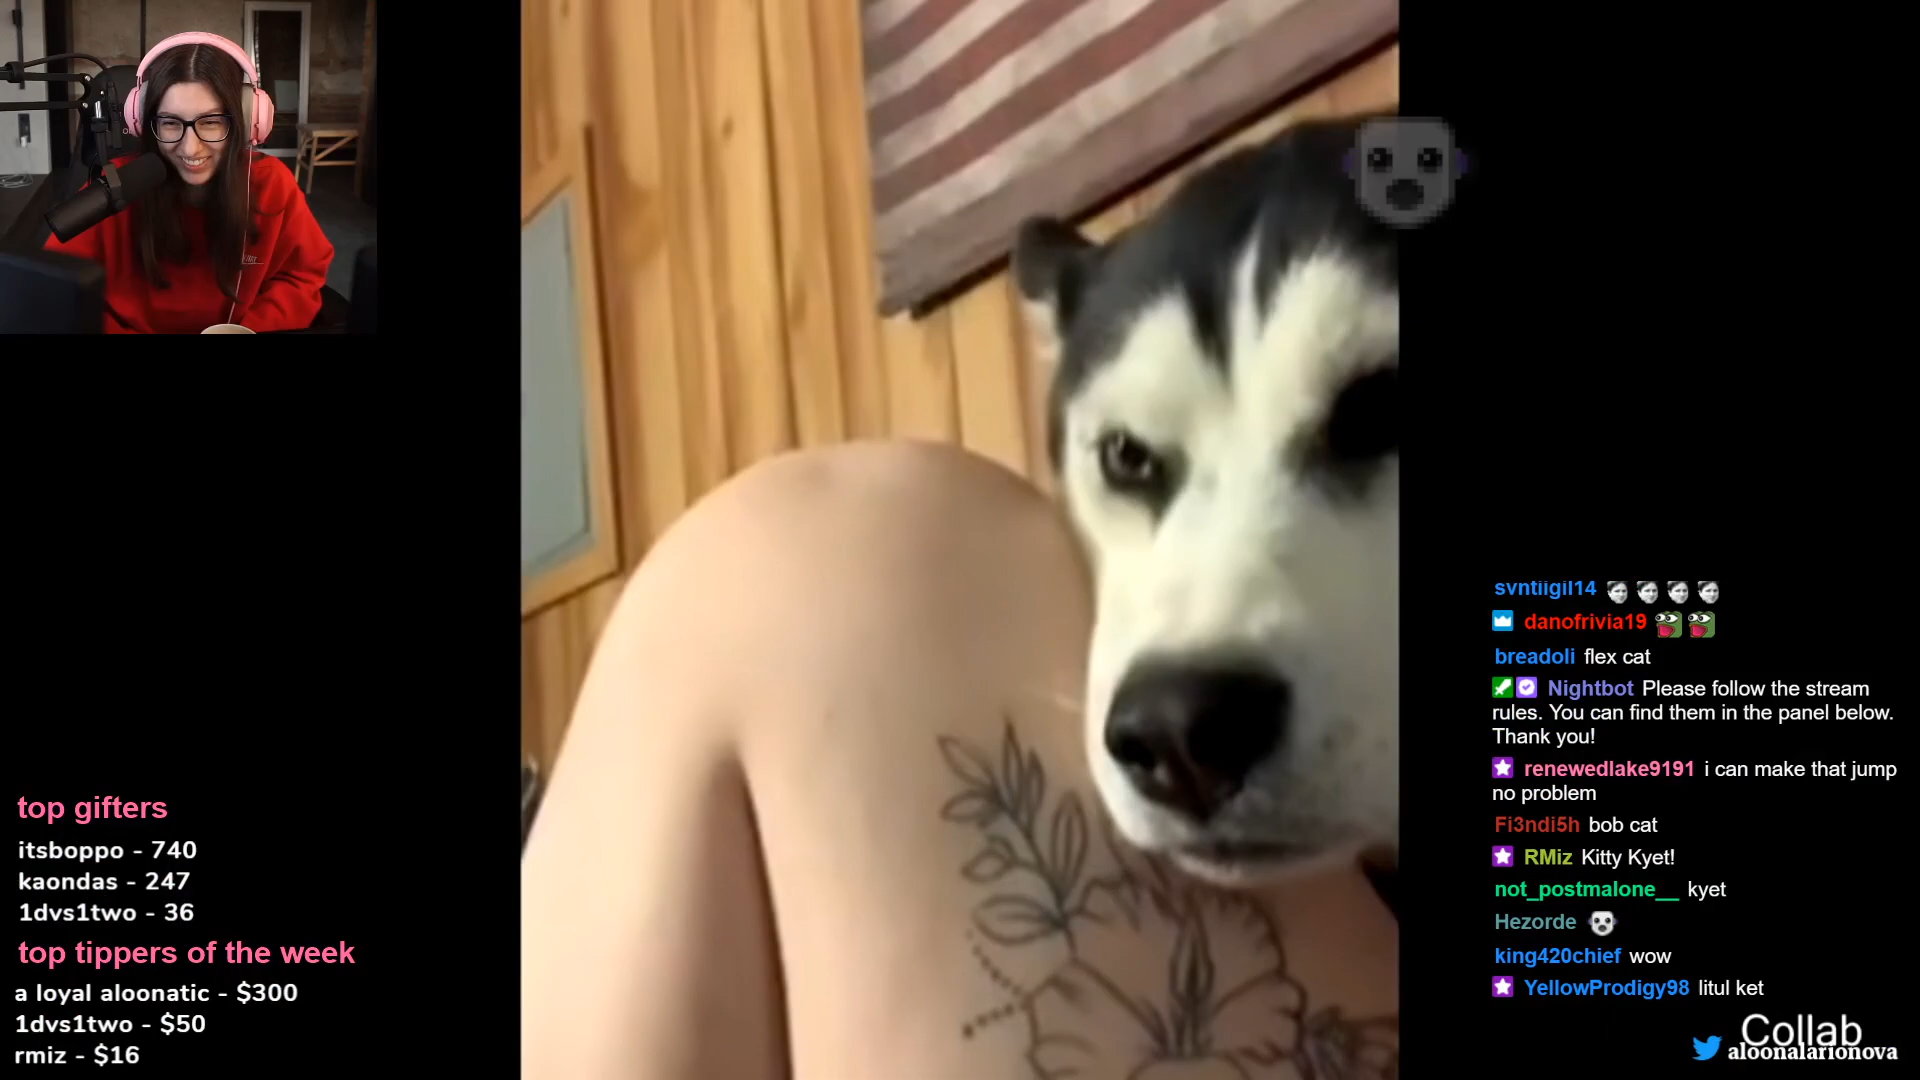 top gifters
itsboppo - 740
kaondas - 247
1dvs1two - 36
top tippers of the week
a loyal aloonatic - $300
1dvs1two - $50
rmiz - $16
svntiigil14
danofrivia19
breadoli flex cat
Nightbot Please follow the stream
rules. You can find them in the panel below.
Thank you!
renewedlake9191 i can make that jump
no problem
Fi3ndi5h bob cat
RMiz Kitty Kyet!
not_postmalone__ kyet
Hezorde
king420chief wow
YellowProdigy98 litul ket
Collab
aloonalarionova